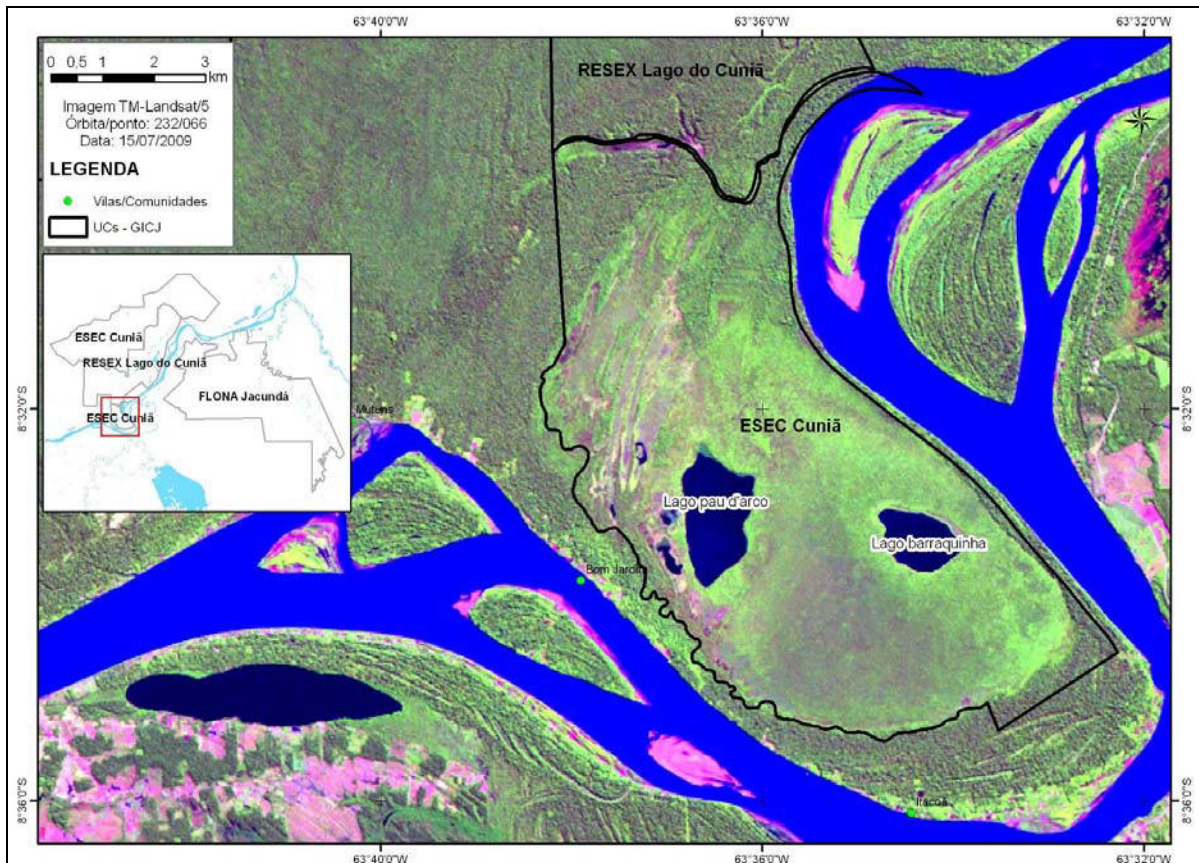 63°40'0"W
63°36'0"W
63°32'0"W
0 0,5 1 2 3
km
Imagem TM-Landsat/5
Órbita/ponto: 232/066
Data: 15/07/2009
LEGENDA
Vilas/Comunidades
UCs - GICJ
RESEX Lago do Cuniã
ESEC Cuniã
RESEX Lago do Cuniã
FLONA Jacundá
ESEC Cuniã
8°32'0"S
8°32'0"S
Mutuns
ESEC Cuniã
Lago pau d'arco
Lago barraquinha
Bom Jardim
Itacoã
8°36'0"S
8°36'0"S
63°40'0"W
63°36'0"W
63°32'0"W